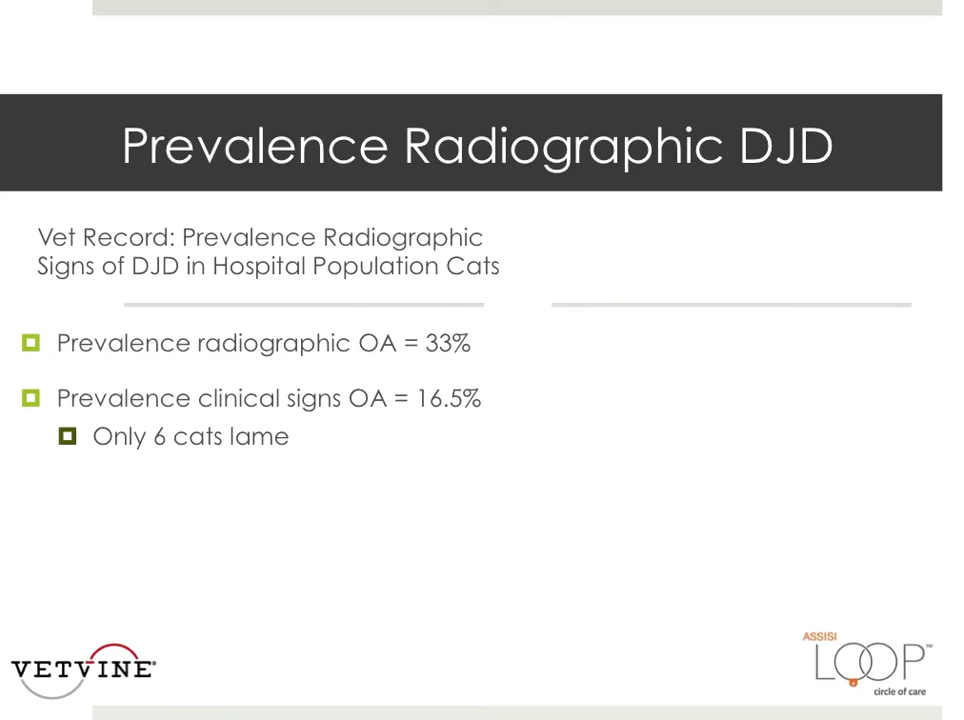 Prevalence Radiographic DJD
Vet Record: Prevalence Radiographic
Signs of DJD in Hospital Population Cats
Prevalence radiographic OA = 33%
Prevalence clinical signs OA = 16.5%
Only 6 cats lame
VETVINE®
ASSISI
LOOP™
circle of care